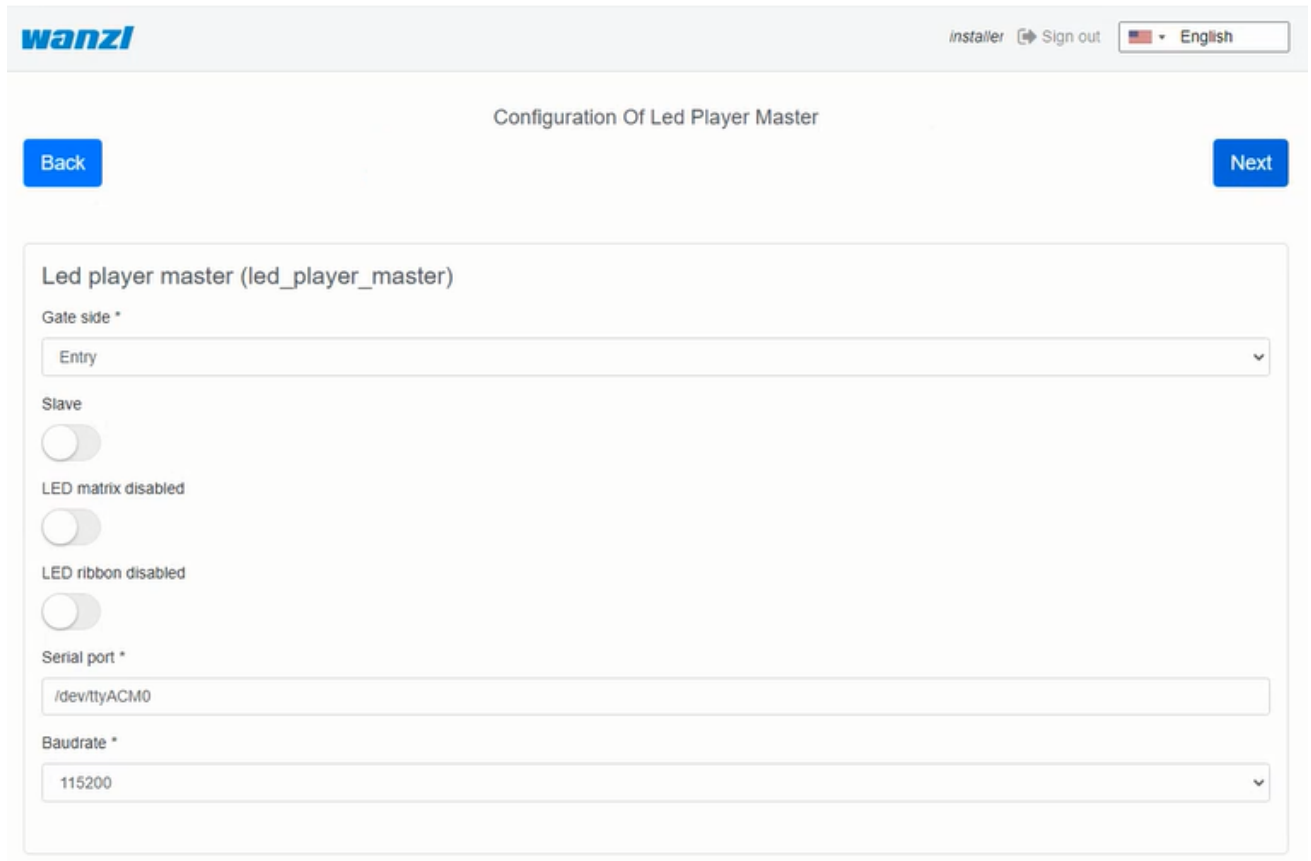 wanzl
installer Sign out English
Configuration Of Led Player Master
Back
Next
Led player master (led_player_master)
Gate side *
Entry
Slave
LED matrix disabled
LED ribbon disabled
Serial port *
/dev/ttyACM0
Baudrate *
115200